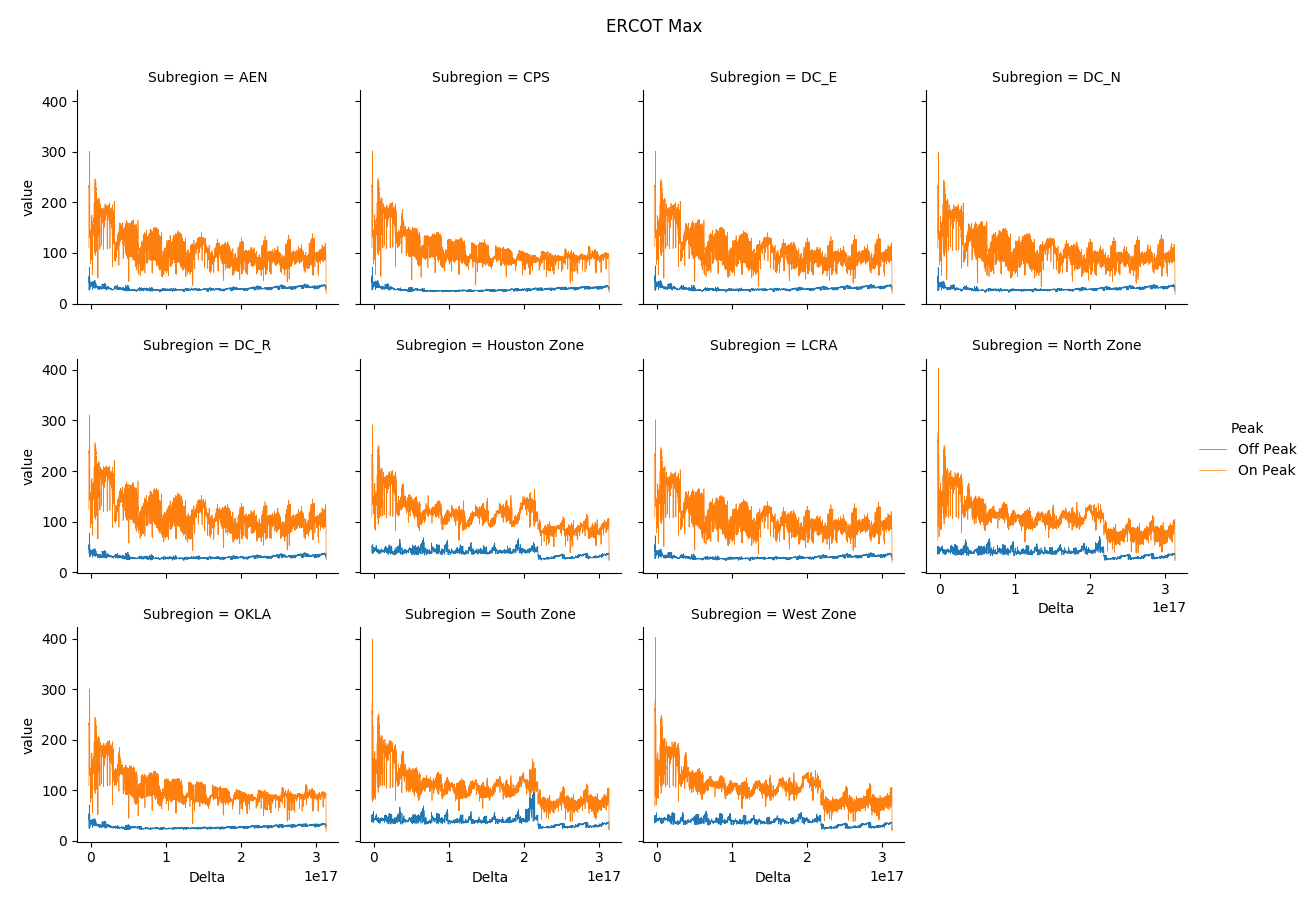 ERCOT Max
Subregion = AEN
Subregion = CPS
Subregion = DC_E
Subregion = DC_N
400
300
200
100
0
value
Subregion = DC_R
Subregion = Houston Zone
Subregion = LCRA
Subregion = North Zone
400
300
200
100
0
value
0
1
2
3
1e17
Delta
Peak
Off Peak
On Peak
Subregion = OKLA
Subregion = South Zone
Subregion = West Zone
400
300
200
100
0
value
0
1
2
3
1e17
Delta
0
1
2
3
1e17
Delta
0
1
2
3
1e17
Delta